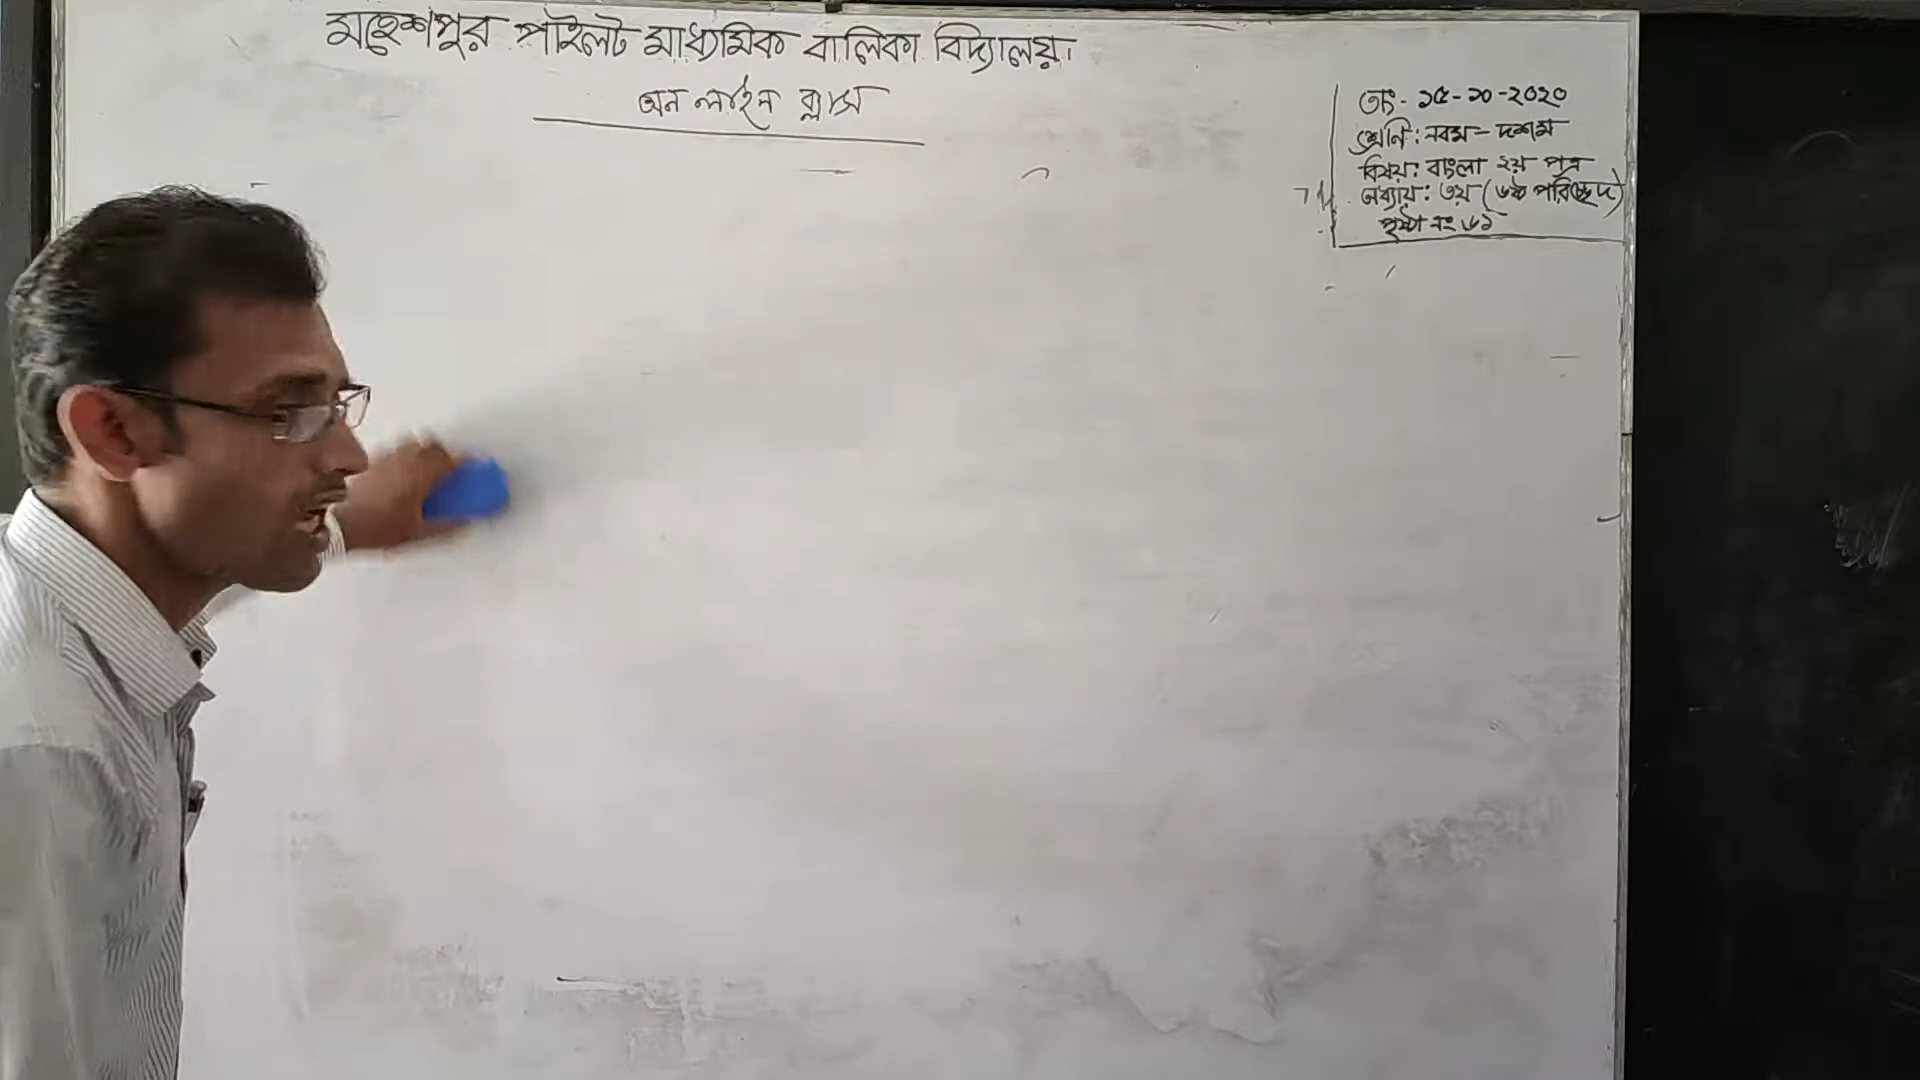 মহেশপুর পাইলট মাধ্যমিক বালিকা বিদ্যালয়।
অন লাইন ক্লাস
তাং - ১৫-১০-২০২০
শ্রেণি: নবম - দশম
বিষয়: বাংলা ২য় পত্র
অধ্যায়: ৩য় (৬ষ্ঠ পরিচ্ছেদ)
পৃষ্ঠা নং ৬১